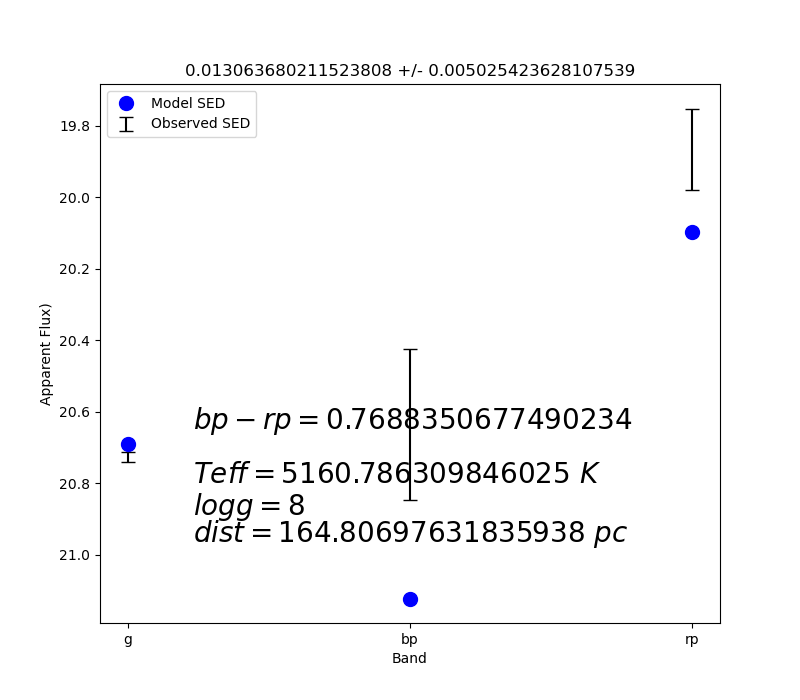 0.013063680211523808 +/- 0.005025423628107539
Model SED
Observed SED
19.8
20.0
20.2
20.4
20.6
20.8
21.0
Apparent Flux)
bp − rp = 0.7688350677490234
Teff = 5160.786309846025 K
logg = 8
dist = 164.80697631835938 pc
g
bp
rp
Band